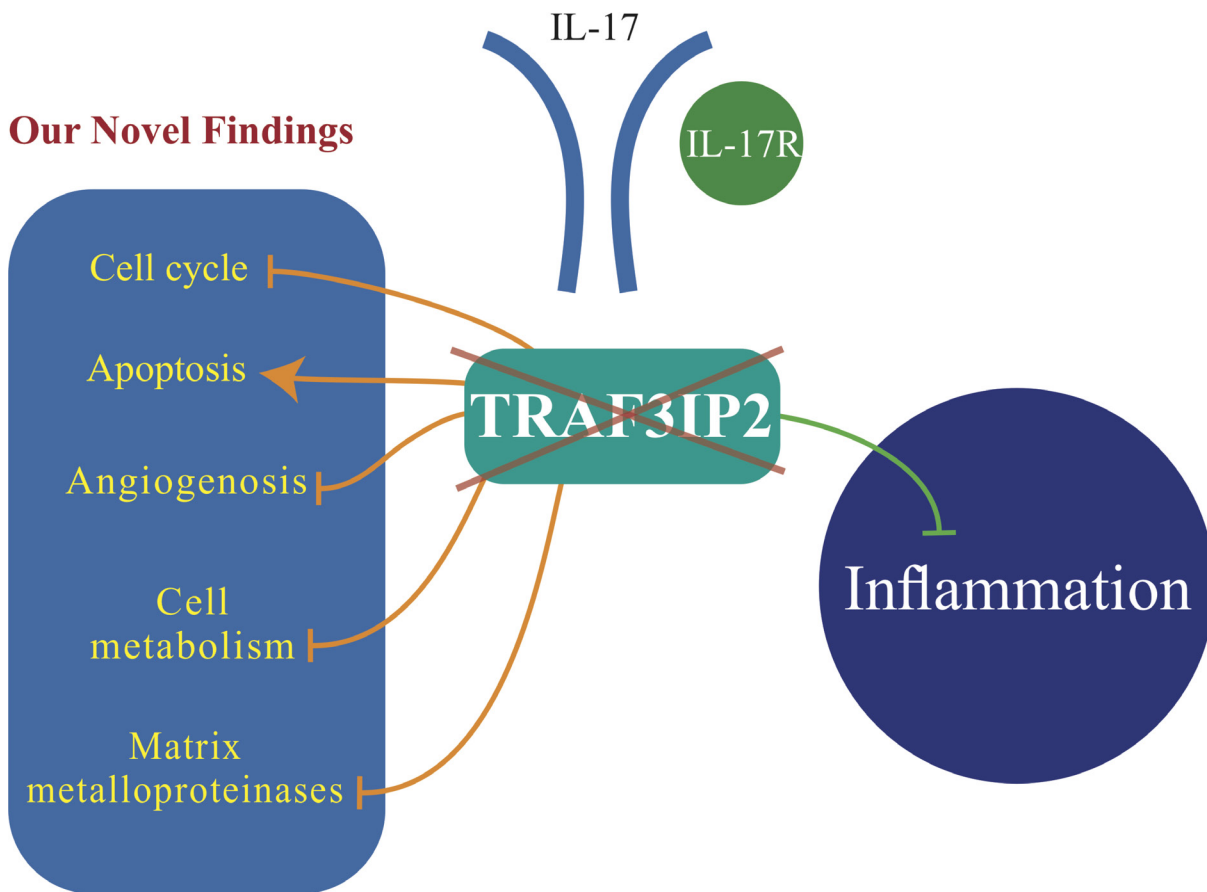 IL-17
IL-17R
Our Novel Findings
Cell cycle
Apoptosis
Angiogenosis
Cell
metabolism
Matrix
metalloproteinases
TRAF3IP2
Inflammation